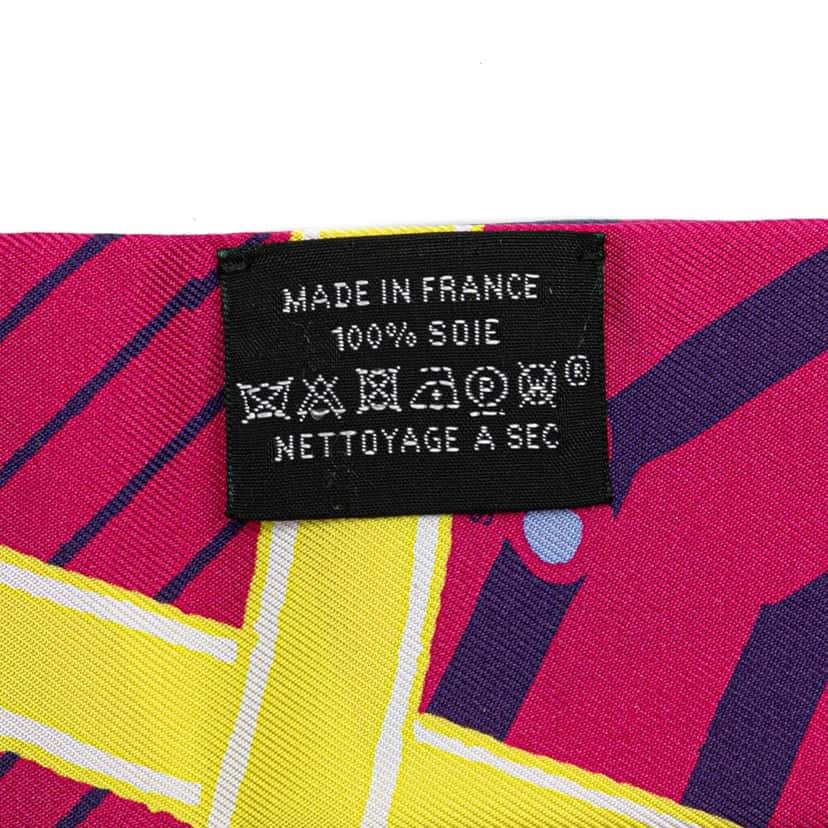 MADE IN FRANCE
100% SOIE
P W ®
NETTOYAGE A SEC